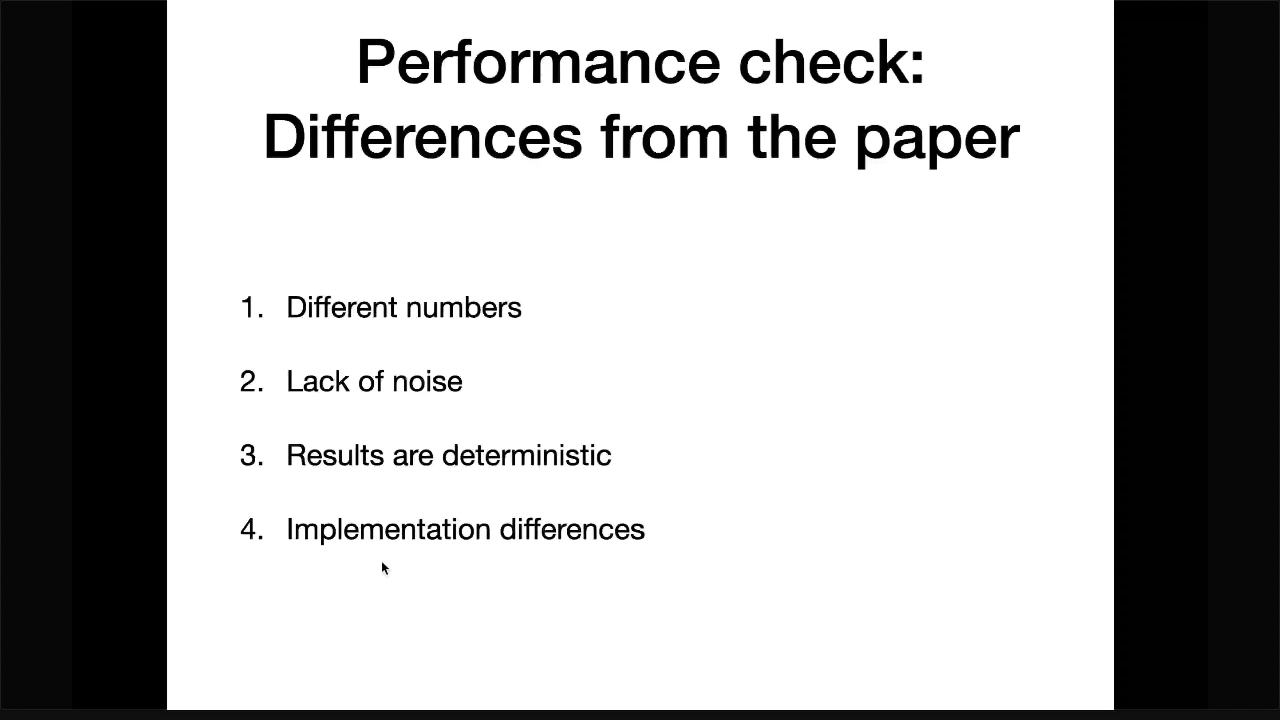 Performance check:
Differences from the paper
1. Different numbers
2. Lack of noise
3. Results are deterministic
4. Implementation differences